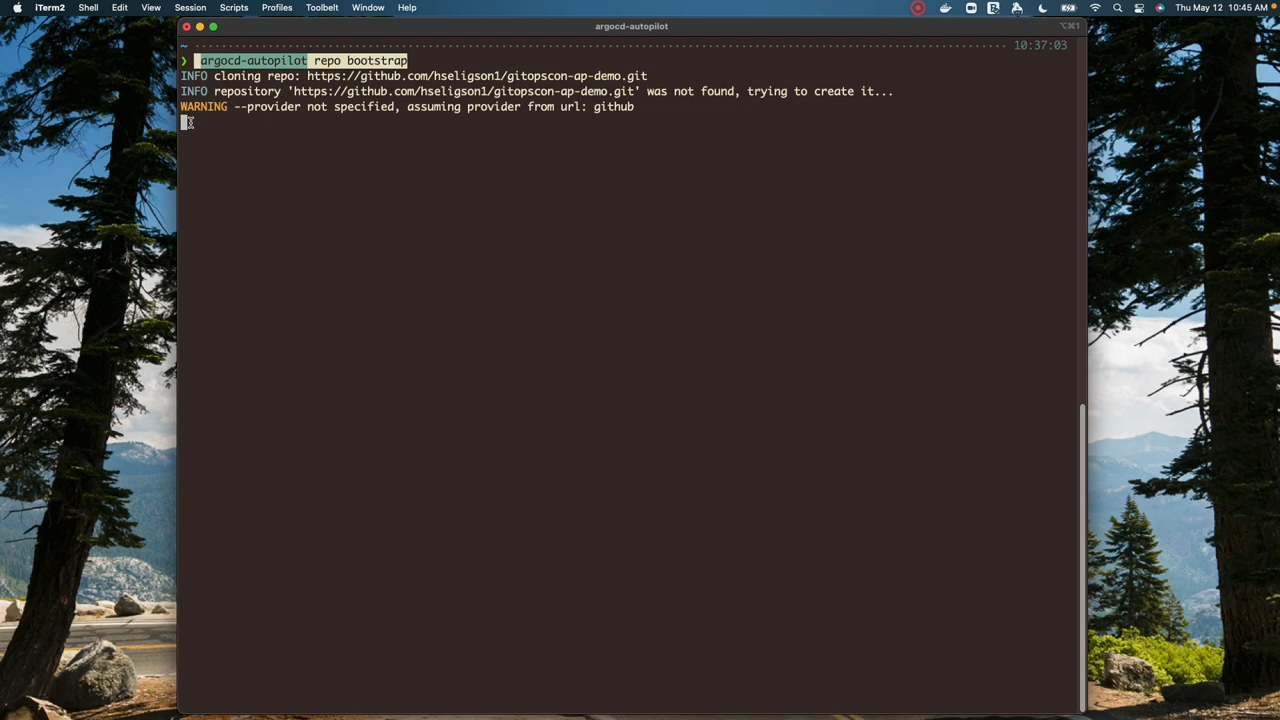 iTerm2 Shell Edit View Session Scripts Profiles Toolbelt Window Help Thu May 12 10:45 AM
argocd-autopilot ⌥⌘1
~ 10:37:03
❯ argocd-autopilot repo bootstrap
INFO cloning repo: https://github.com/hseligson1/gitopscon-ap-demo.git
INFO repository 'https://github.com/hseligson1/gitopscon-ap-demo.git' was not found, trying to create it...
WARNING --provider not specified, assuming provider from url: github